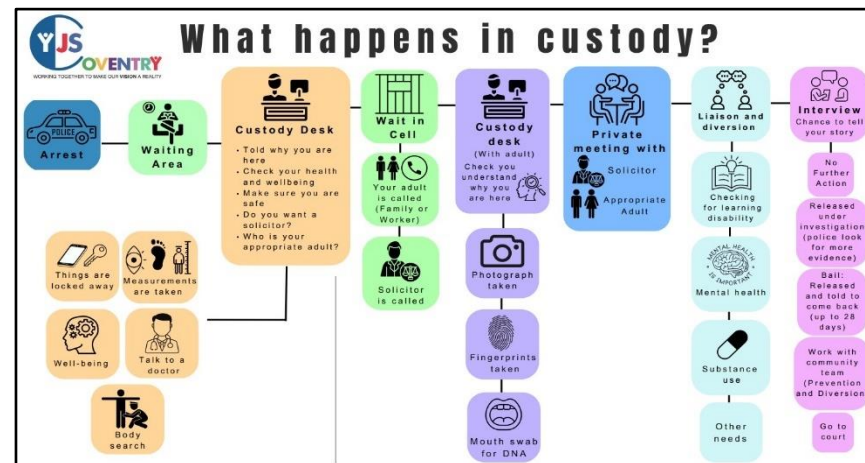 What happens in custody?
YJS
COVENTRY
WORKING TOGETHER TO MAKE OUR VISION A REALITY
POLICE
Arrest
Waiting
Area
Custody Desk
• Told why you are
here
• Check your health
and wellbeing
• Make sure you are
safe
• Do you want a
solicitor?
• Who is your
appropriate adult?
Things are
locked away
Measurements
are taken
Well-being
Talk to a
doctor
Body
search
Wait in
Cell
Your adult
is called
(Family or
Worker)
Solicitor
is called
Custody
desk
(With adult)
Check you
understand
why you
are here
Photograph
taken
Fingerprints
taken
Mouth swab
for DNA
Private
meeting with
Solicitor
Appropriate
Adult
Liaison and
diversion
Checking
for learning
disability
MENTAL HEALTH
IS IMPORTANT
Mental health
Substance
use
Other
needs
Interview
Chance to tell
your story
No
Further
Action
Released
under
investigation
(police look
for more
evidence)
Bail:
Released
and told to
come back
(up to 28
days)
Work with
community
team
(Prevention
and Diversion)
Go to
court